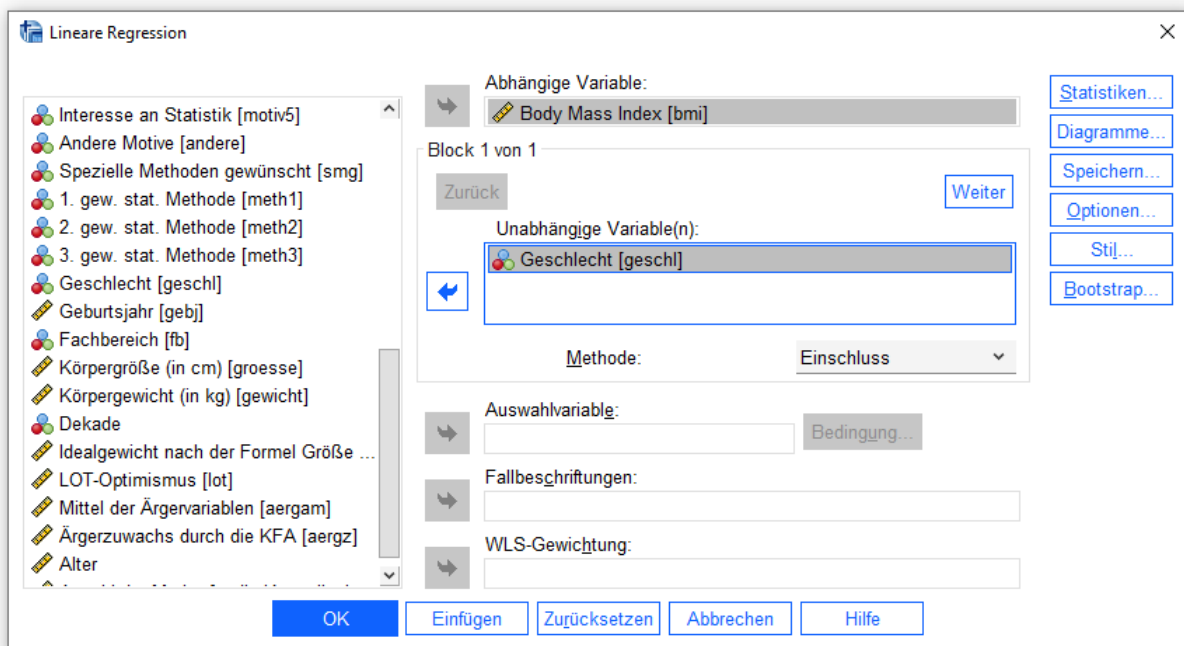 Lineare Regression
Interesse an Statistik [motiv5]
Andere Motive [andere]
Spezielle Methoden gewünscht [smg]
1. gew. stat. Methode [meth1]
2. gew. stat. Methode [meth2]
3. gew. stat. Methode [meth3]
Geschlecht [geschl]
Geburtsjahr [gebj]
Fachbereich [fb]
Körpergröße (in cm) [groesse]
Körpergewicht (in kg) [gewicht]
Dekade
Idealgewicht nach der Formel Größe ...
LOT-Optimismus [lot]
Mittel der Ärgervariablen [aergam]
Ärgerzuwachs durch die KFA [aergz]
Alter
Abhängige Variable:
Body Mass Index [bmi]
Block 1 von 1
Zurück
Weiter
Unabhängige Variable(n):
Geschlecht [geschl]
Methode:
Einschluss
Auswahlvariable:
Bedingung...
Fallbeschriftungen:
WLS-Gewichtung:
Statistiken...
Diagramme...
Speichern...
Optionen...
Stil...
Bootstrap...
OK
Einfügen
Zurücksetzen
Abbrechen
Hilfe